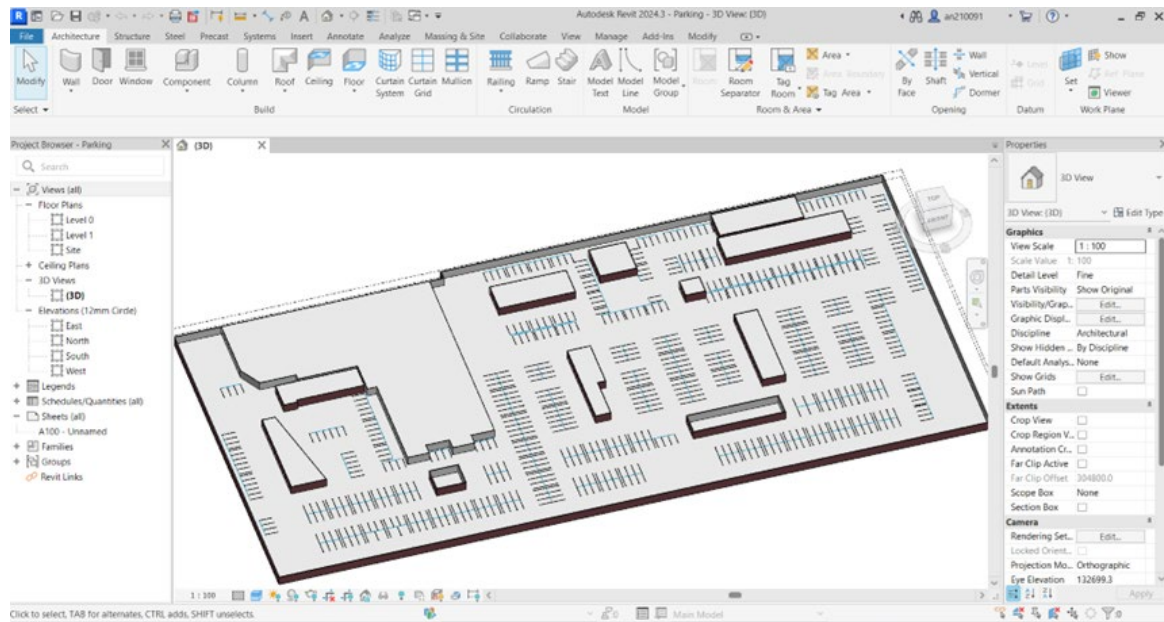 Autodesk Revit 2024.3 - Parking - 3D View: {3D}
an210091
File Architecture Structure Steel Precast Systems Insert Annotate Analyze Massing & Site Collaborate View Manage Add-Ins Modify
Modify Wall Door Window Component Column Roof Ceiling Floor Curtain System Curtain Grid Mullion Railing Ramp Stair Model Text Model Line Model Group Room Room Separator Tag Room Area Area Boundary Tag Area By Face Shaft Wall Vertical Dormer Level Grid Set Show Ref Plane Viewer
Select Build Circulation Model Room & Area Opening Datum Work Plane
Project Browser - Parking
Search
Views (all)
Floor Plans
Level 0
Level 1
Site
Ceiling Plans
3D Views
{3D}
Elevations (12mm Circle)
East
North
South
West
Legends
Schedules/Quantities (all)
Sheets (all)
A100 - Unnamed
Families
Groups
Revit Links
{3D}
TOP
FRONT
Properties
3D View
3D View: {3D} Edit Type
Graphics
View Scale 1 : 100
Scale Value 1: 100
Detail Level Fine
Parts Visibility Show Original
Visibility/Grap... Edit...
Graphic Displ... Edit...
Discipline Architectural
Show Hidden ... By Discipline
Default Analys... None
Show Grids Edit...
Sun Path
Extents
Crop View
Crop Region V...
Annotation Cr...
Far Clip Active
Far Clip Offset 304800.0
Scope Box None
Section Box
Camera
Rendering Set... Edit...
Locked Orient...
Projection Mo... Orthographic
Eye Elevation 132699.3
Apply
1 : 100
Click to select, TAB for alternates, CTRL adds, SHIFT unselects.
:0
Main Model
:0